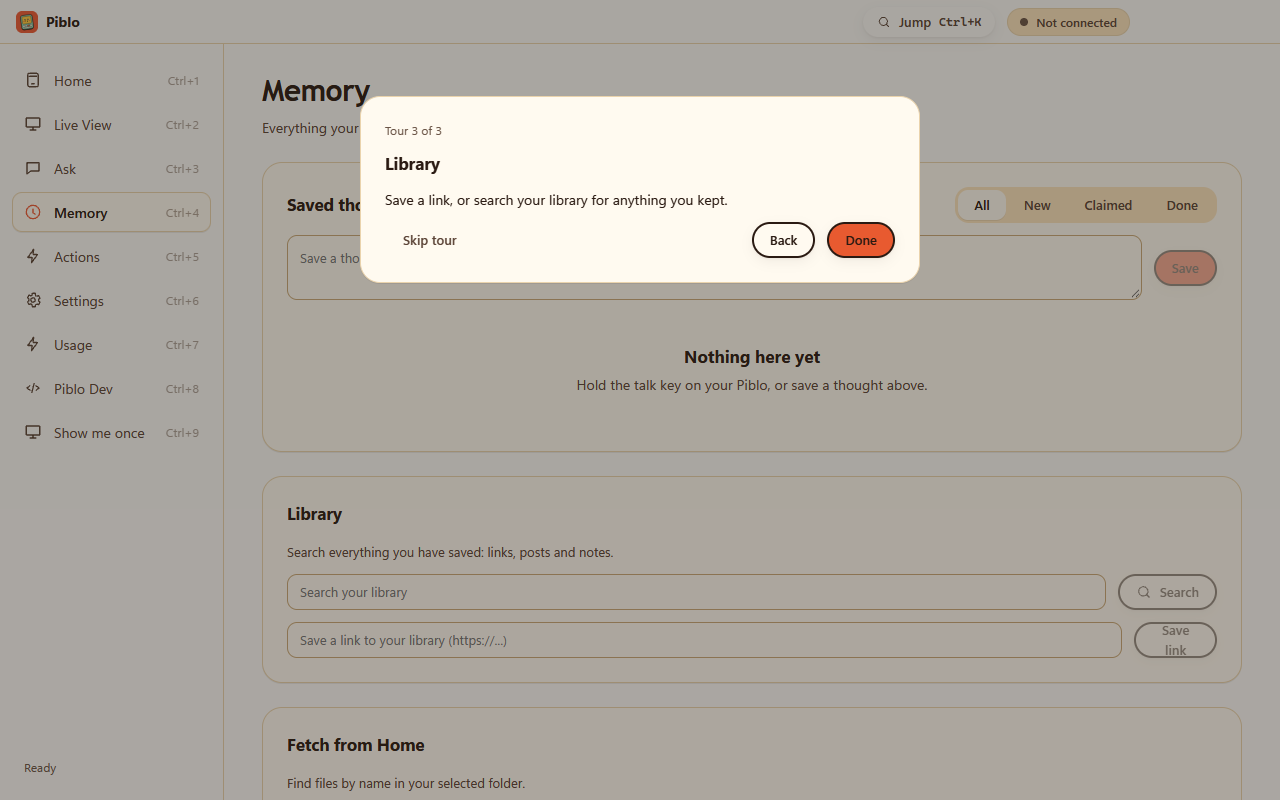 Piblo
Jump Ctrl+K
Not connected
Home Ctrl+1
Live View Ctrl+2
Ask Ctrl+3
Memory Ctrl+4
Actions Ctrl+5
Settings Ctrl+6
Usage Ctrl+7
Piblo Dev Ctrl+8
Show me once Ctrl+9
Ready
Memory
Everything your
Tour 3 of 3
Library
Save a link, or search your library for anything you kept.
Skip tour
Back
Done
Saved tho
All New Claimed Done
Save a tho
Save
Nothing here yet
Hold the talk key on your Piblo, or save a thought above.
Library
Search everything you have saved: links, posts and notes.
Search your library
Search
Save a link to your library (https://...)
Save
link
Fetch from Home
Find files by name in your selected folder.